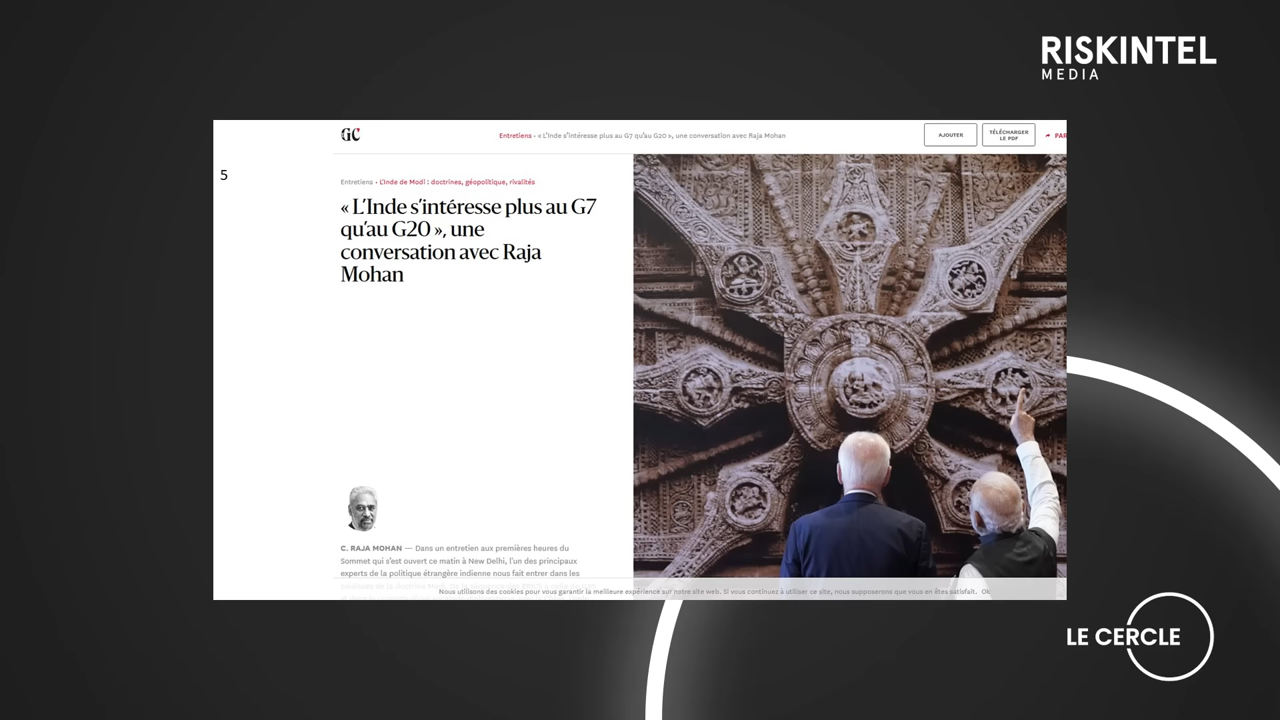 RISKINTEL
MEDIA
GC
Entretiens - « L'Inde s'intéresse plus au G7 qu'au G20 », une conversation avec Raja Mohan
AJOUTER
TÉLÉCHARGER
LE PDF
PAR
5
Entretiens • L'Inde de Modi : doctrines, géopolitique, rivalités
« L'Inde s'intéresse plus au G7
qu'au G20 », une
conversation avec Raja
Mohan
C. RAJA MOHAN — Dans un entretien aux premières heures du
Sommet qui s'est ouvert ce matin à New Delhi, l'un des principaux
experts de la politique étrangère indienne nous fait entrer dans les
Nous utilisons des cookies pour vous garantir la meilleure expérience sur notre site web. Si vous continuez à utiliser ce site, nous supposerons que vous en êtes satisfait. Ok
LE CERCLE